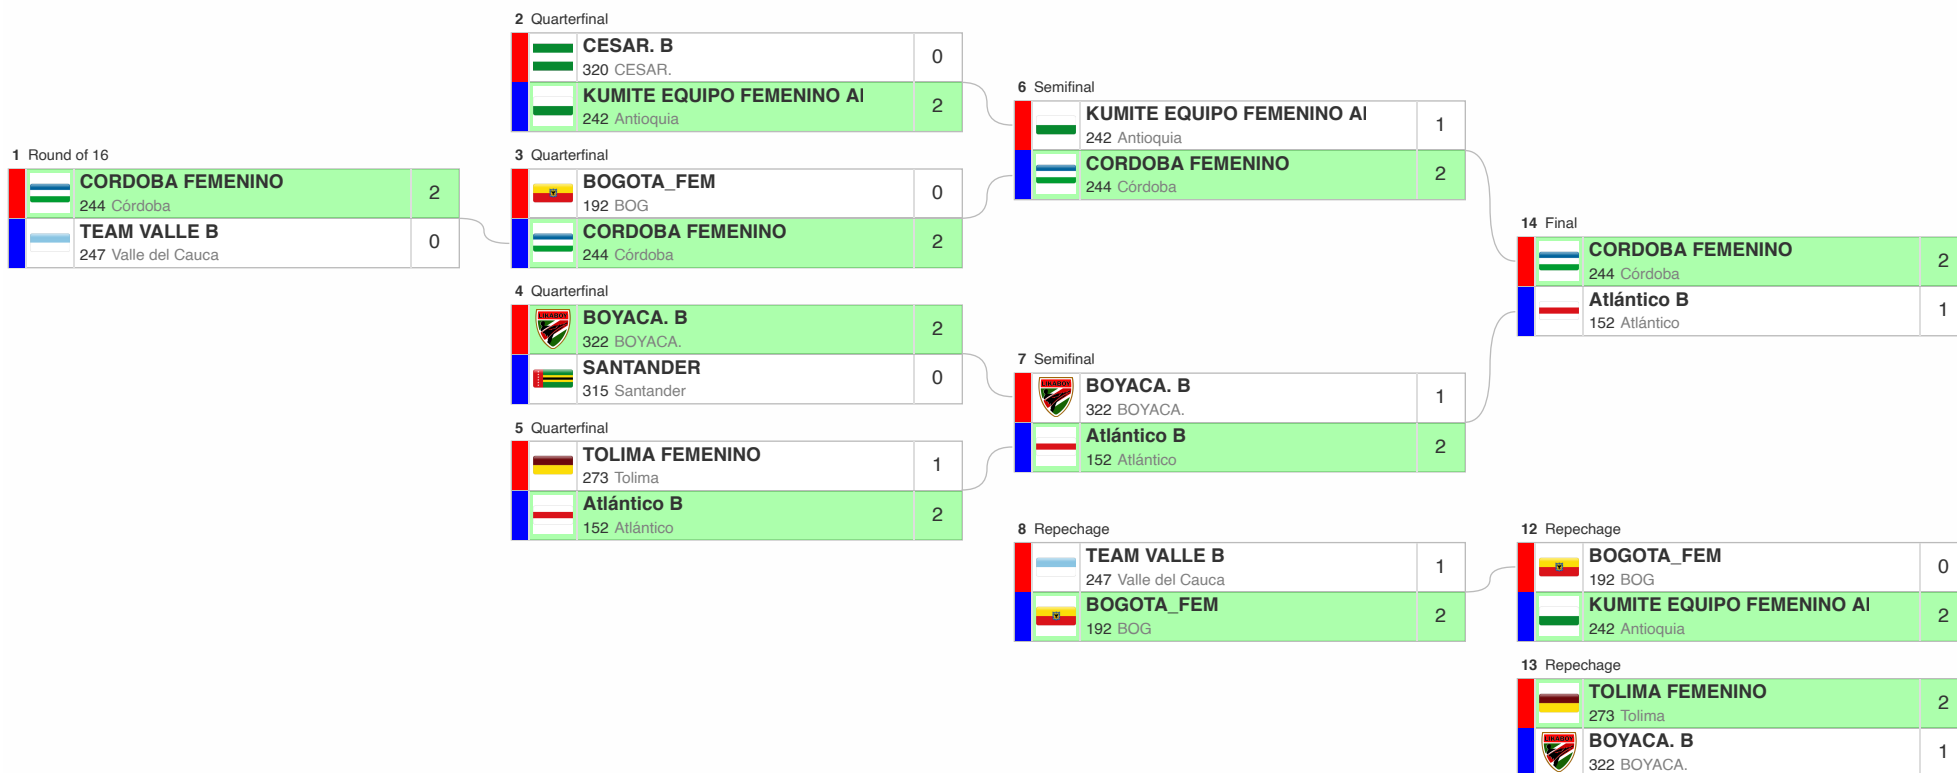 1 Round of 16
CORDOBA FEMENINO
244 Córdoba
2
TEAM VALLE B
247 Valle del Cauca
0
2 Quarterfinal
CESAR. B
320 CESAR.
0
KUMITE EQUIPO FEMENINO AI
242 Antioquia
2
3 Quarterfinal
BOGOTA_FEM
192 BOG
0
CORDOBA FEMENINO
244 Córdoba
2
4 Quarterfinal
BOYACA. B
322 BOYACA.
2
SANTANDER
315 Santander
0
5 Quarterfinal
TOLIMA FEMENINO
273 Tolima
1
Atlántico B
152 Atlántico
2
6 Semifinal
KUMITE EQUIPO FEMENINO AI
242 Antioquia
1
CORDOBA FEMENINO
244 Córdoba
2
7 Semifinal
BOYACA. B
322 BOYACA.
1
Atlántico B
152 Atlántico
2
8 Repechage
TEAM VALLE B
247 Valle del Cauca
1
BOGOTA_FEM
192 BOG
2
14 Final
CORDOBA FEMENINO
244 Córdoba
2
Atlántico B
152 Atlántico
1
12 Repechage
BOGOTA_FEM
192 BOG
0
KUMITE EQUIPO FEMENINO AI
242 Antioquia
2
13 Repechage
TOLIMA FEMENINO
273 Tolima
2
BOYACA. B
322 BOYACA.
1